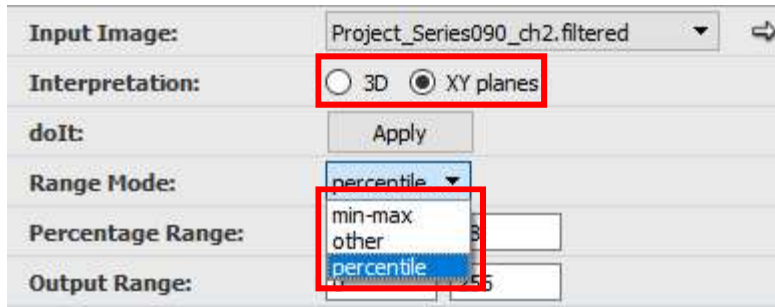 Input Image: Project_Series090_ch2.filtered
Interpretation: 3D XY planes
doIt: Apply
Range Mode: percentile
min-max
other
percentile
Percentage Range: 8
Output Range: